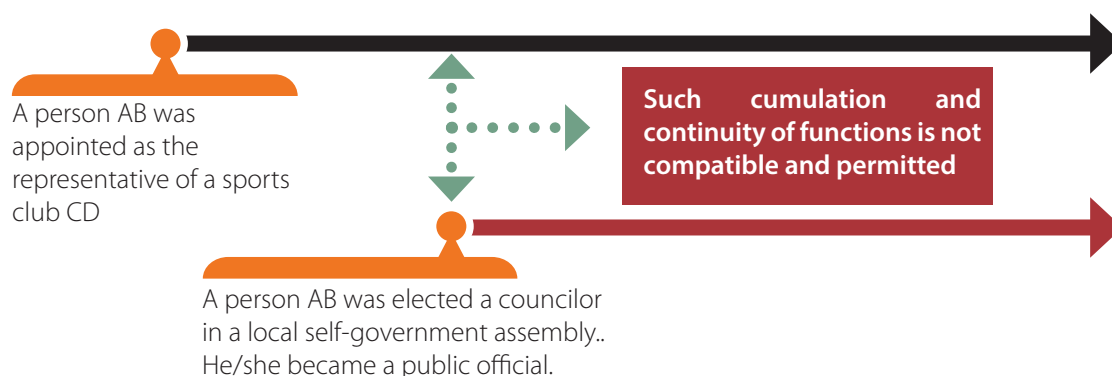 A person AB was
appointed as the
representative of a sports
club CD
Such cumulation and
continuity of functions is not
compatible and permitted
A person AB was elected a councilor
in a local self-government assembly..
He/she became a public official.